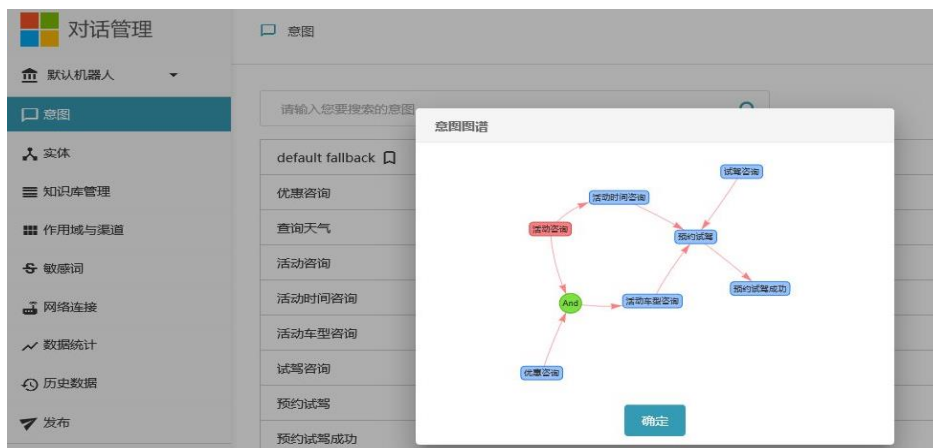 对话管理
意图
默认机器人
意图
请输入您要搜索的意图
意图图谱
实体
default fallback
试驾咨询
知识库管理
优惠咨询
活动时间咨询
作用域与渠道
查询天气
活动咨询
预约试驾
敏感词
活动咨询
预约试驾成功
网络连接
活动时间咨询
And
活动车型咨询
数据统计
活动车型咨询
试驾咨询
优惠咨询
历史数据
预约试驾
发布
确定
预约试驾成功